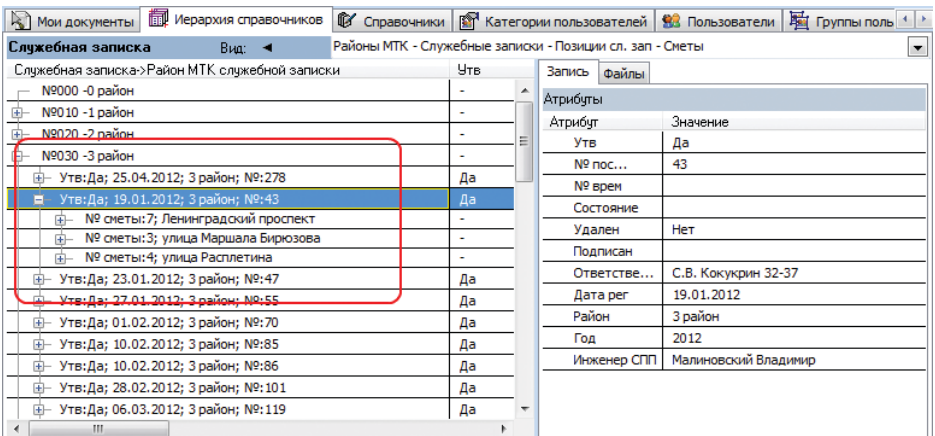 Мои документы Иерархия справочников Справочники Категории пользователей Пользователи Группы поль
Служебная записка Вид: Районы МТК - Служебные записки - Позиции сл. зап - Сметы
Служебная записка->Район МТК служебной записки Утв
№000 -0 район -
№010 -1 район -
№020 -2 район -
№030 -3 район -
Утв:Да; 25.04.2012; 3 район; №:278 Да
Утв:Да; 19.01.2012; 3 район; №:43 Да
№ сметы:7; Ленинградский проспект -
№ сметы:3; улица Маршала Бирюзова -
№ сметы:4; улица Расплетина -
Утв:Да; 23.01.2012; 3 район; №:47 Да
Утв:Да; 27.01.2012; 3 район; №:55 Да
Утв:Да; 01.02.2012; 3 район; №:70 Да
Утв:Да; 10.02.2012; 3 район; №:85 Да
Утв:Да; 10.02.2012; 3 район; №:86 Да
Утв:Да; 28.02.2012; 3 район; №:101 Да
Утв:Да; 06.03.2012; 3 район; №:119 Да
Запись Файлы
Атрибуты
Атрибут Значение
Утв Да
№ пос... 43
№ врем
Состояние
Удален Нет
Подписан
Ответстве... С.В. Кокукрин 32-37
Дата рег 19.01.2012
Район 3 район
Год 2012
Инженер СПП Малиновский Владимир